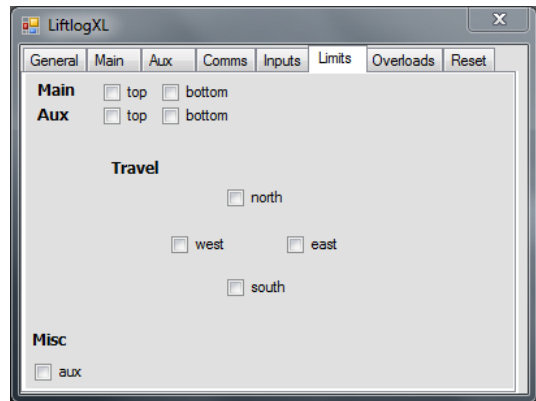 LiftlogXL
General Main Aux Comms Inputs Limits Overloads Reset
Main top bottom
Aux top bottom
Travel
north
west east
south
Misc
aux